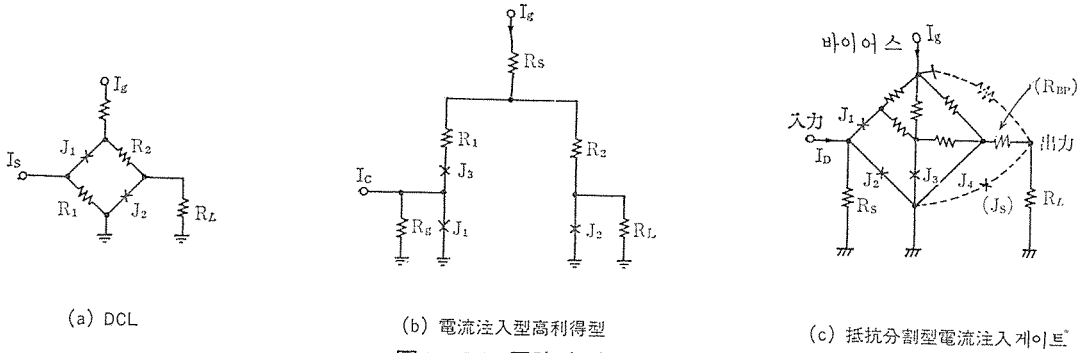 Ig
J1
R2
Is
R1
J2
RL
(a) DCL
Ig
Rs
R1
R2
J3
Ic
Rg
J1
J2
RL
(b) 電流注入型高利得型
바이어스
Ig
(RBP)
J1
入力
ID
出力
J2
J3
J4
Rs
(Js)
RL
(c) 抵抗分割型電流注入게이트